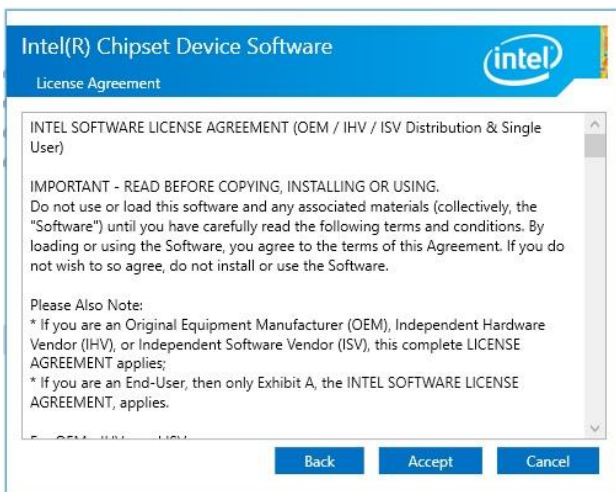 Intel(R) Chipset Device Software
intel
License Agreement
INTEL SOFTWARE LICENSE AGREEMENT (OEM / IHV / ISV Distribution & Single
User)
IMPORTANT - READ BEFORE COPYING, INSTALLING OR USING.
Do not use or load this software and any associated materials (collectively, the
"Software") until you have carefully read the following terms and conditions. By
loading or using the Software, you agree to the terms of this Agreement. If you do
not wish to so agree, do not install or use the Software.
Please Also Note:
* If you are an Original Equipment Manufacturer (OEM), Independent Hardware
Vendor (IHV), or Independent Software Vendor (ISV), this complete LICENSE
AGREEMENT applies;
* If you are an End-User, then only Exhibit A, the INTEL SOFTWARE LICENSE
AGREEMENT, applies.
Back Accept Cancel